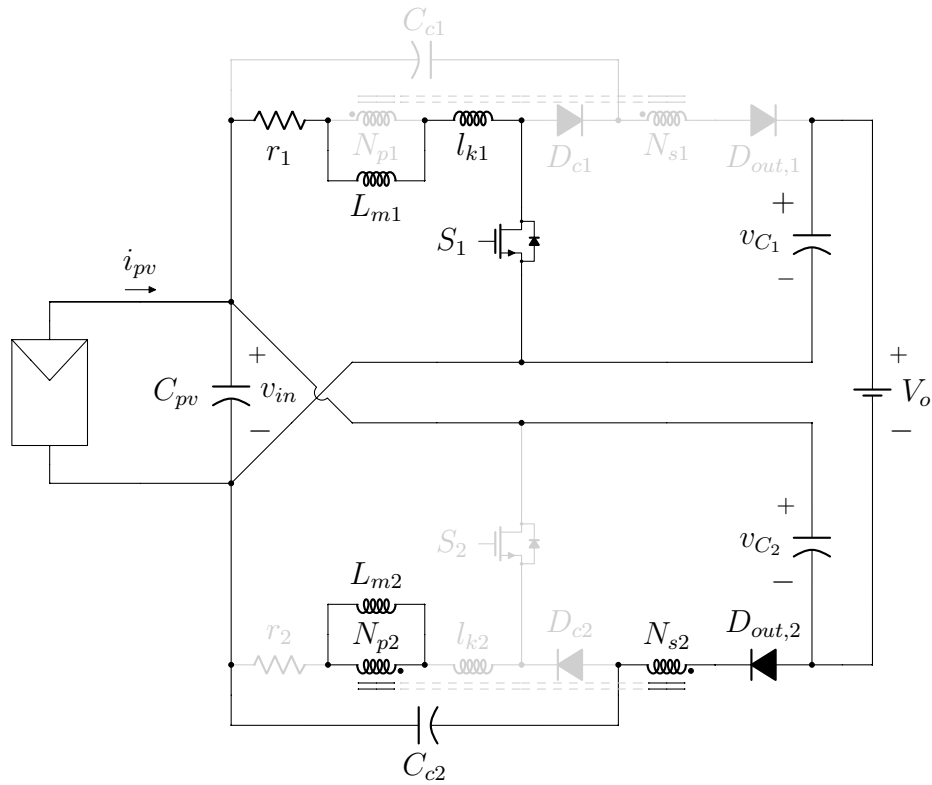 C_{c1}
r_1
N_{p1}
l_{k1}
D_{c1}
N_{s1}
D_{out,1}
L_{m1}
S_1
+
v_{C_1}
−
i_{pv}
C_{pv}
+
v_{in}
−
+
V_o
−
S_2
+
v_{C_2}
−
L_{m2}
r_2
N_{p2}
l_{k2}
D_{c2}
N_{s2}
D_{out,2}
C_{c2}